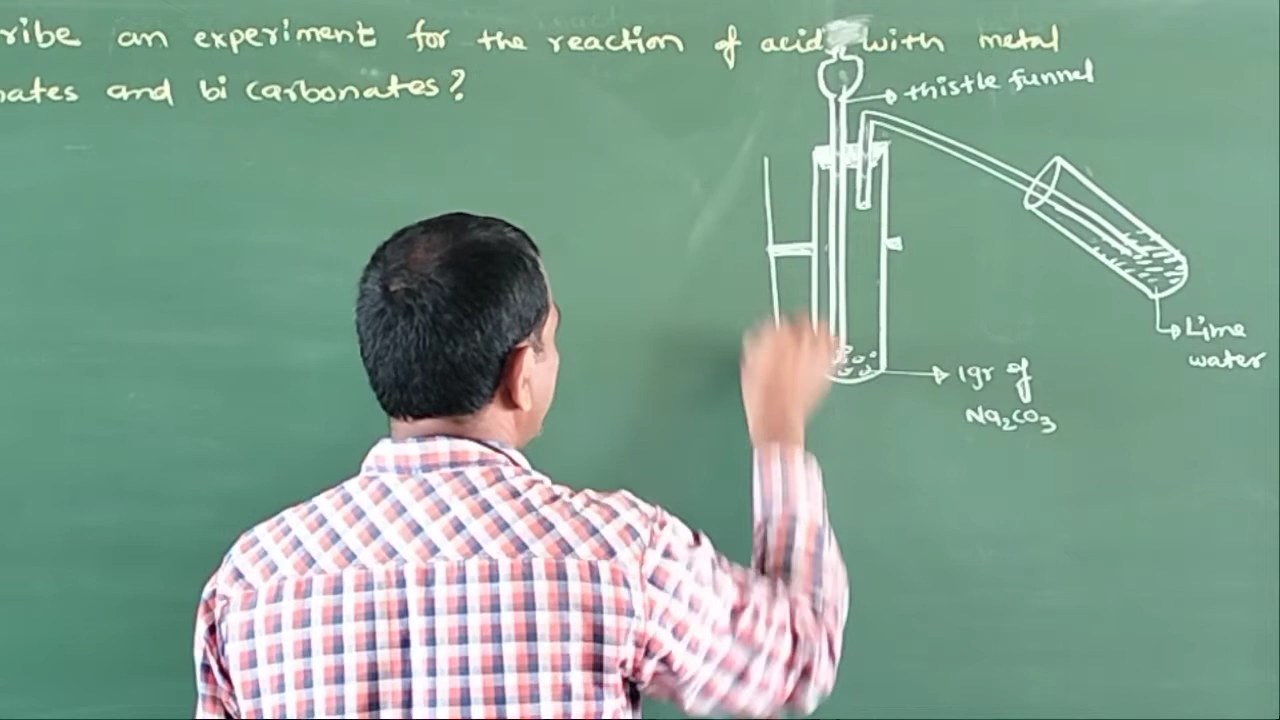 ribe an experiment for the reaction of acid with metal
nates and bi carbonates?
thistle funnel
Lime
water
1gr of
Na₂CO₃